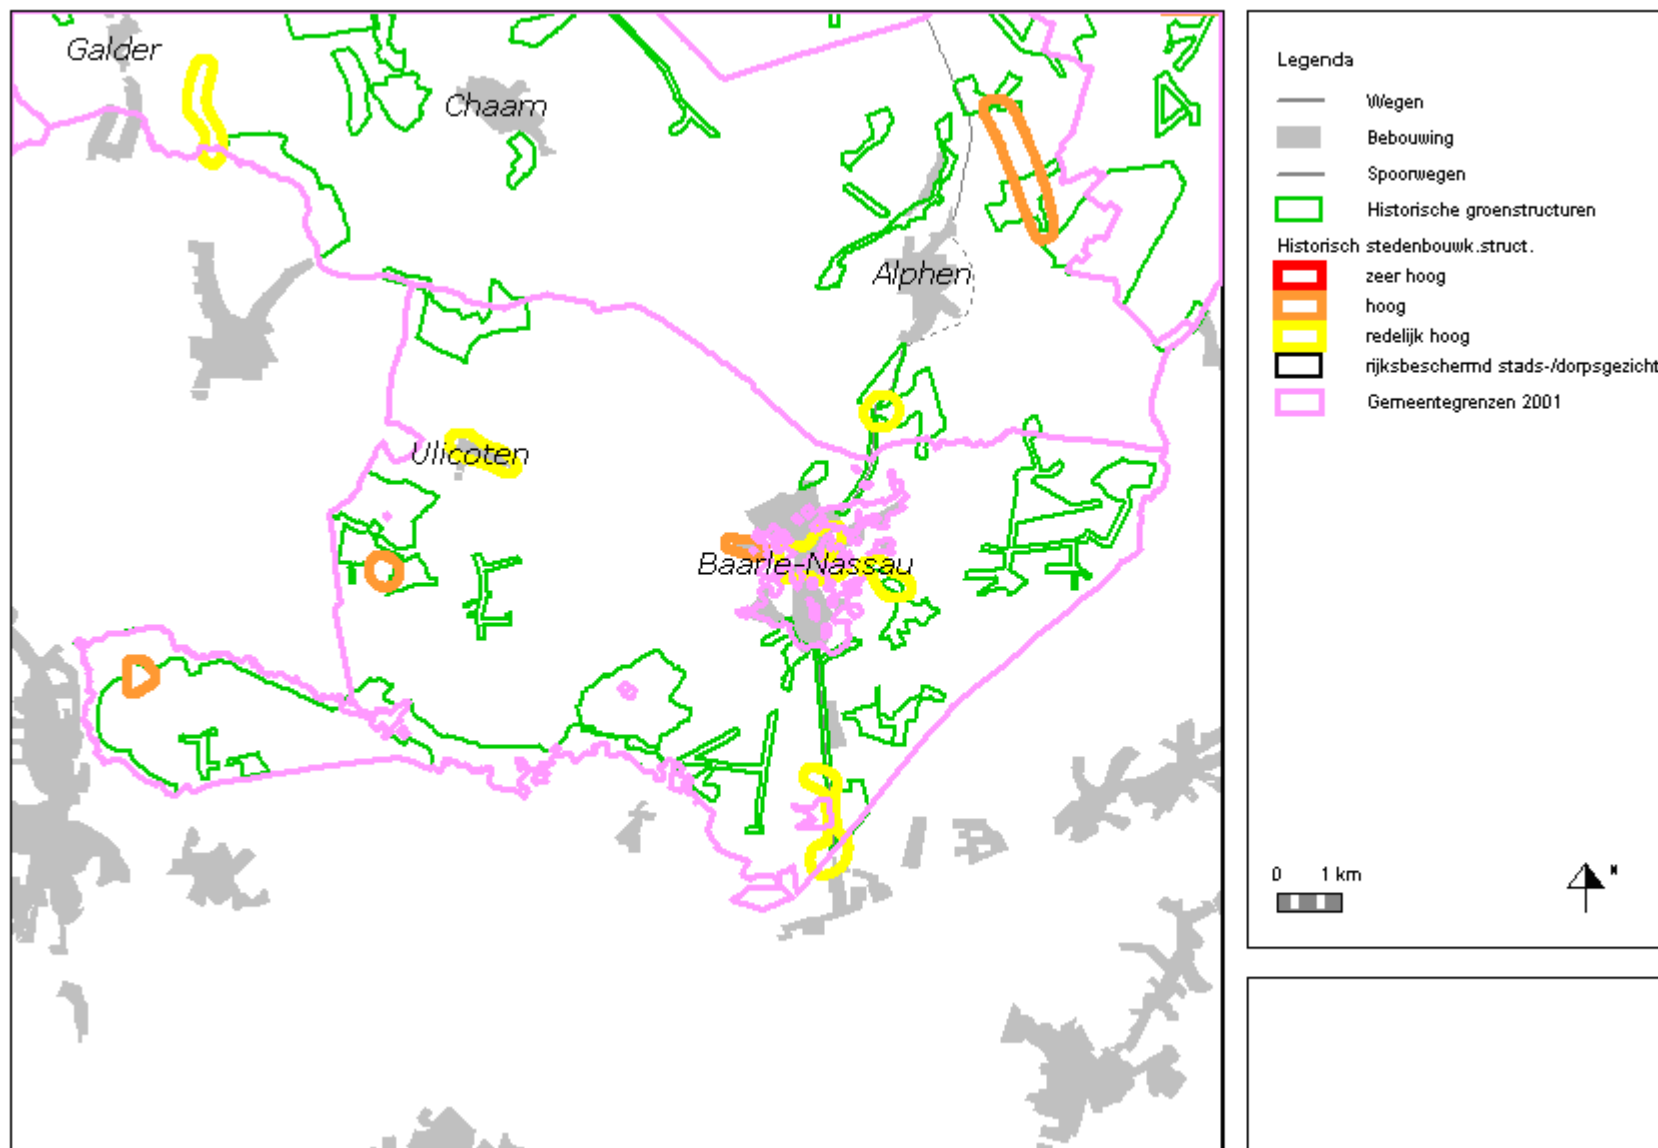 Galder
Chaam
Alphen
Ulicoten
Baarle-Nassau
Legenda
Wegen
Bebouwing
Spoorwegen
Historische groenstructuren
Historisch stedenbouwk.struct.
zeer hoog
hoog
redelijk hoog
rijksbeschermd stads-/dorpsgezicht
Gemeentegrenzen 2001
0 1 km
N